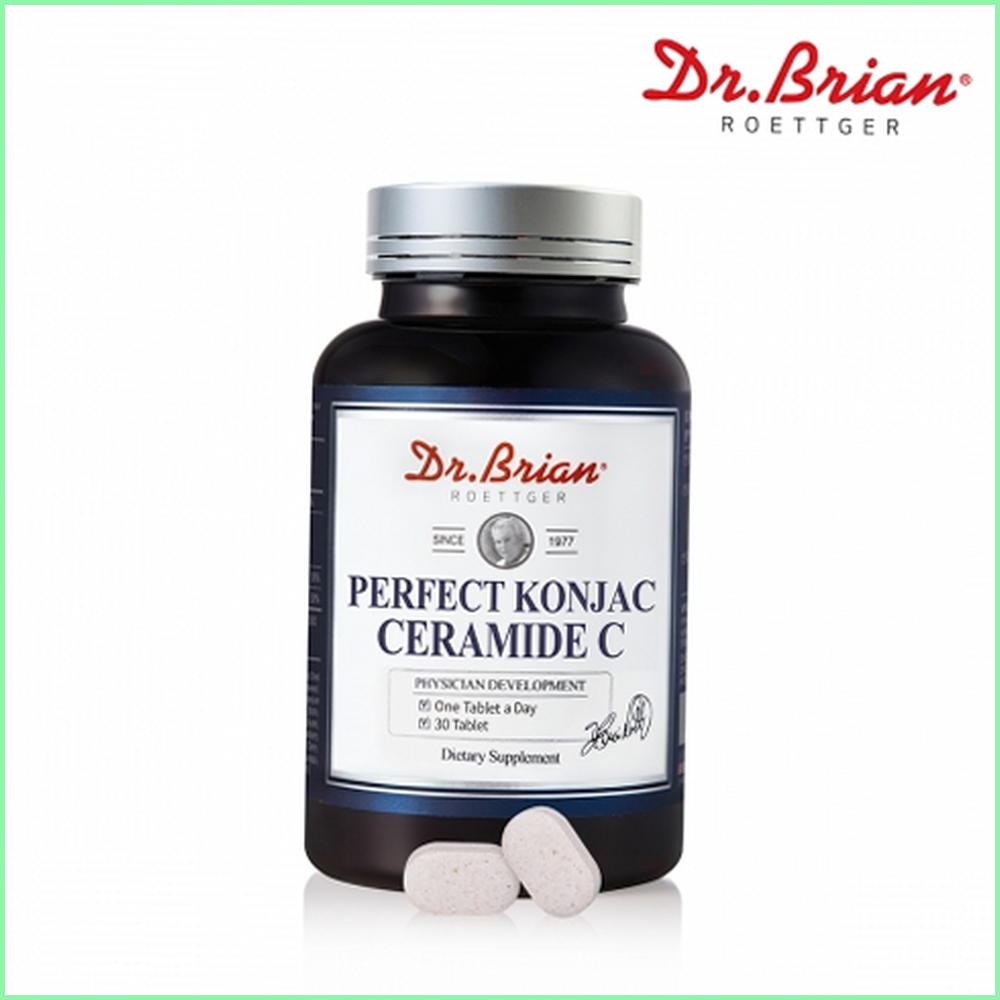 Dr.Brian®
ROETTGER
Dr.Brian®
ROETTGER
SINCE 1977
PERFECT KONJAC
CERAMIDE C
PHYSICIAN DEVELOPMENT
One Tablet a Day
30 Tablet
Dietary Supplement